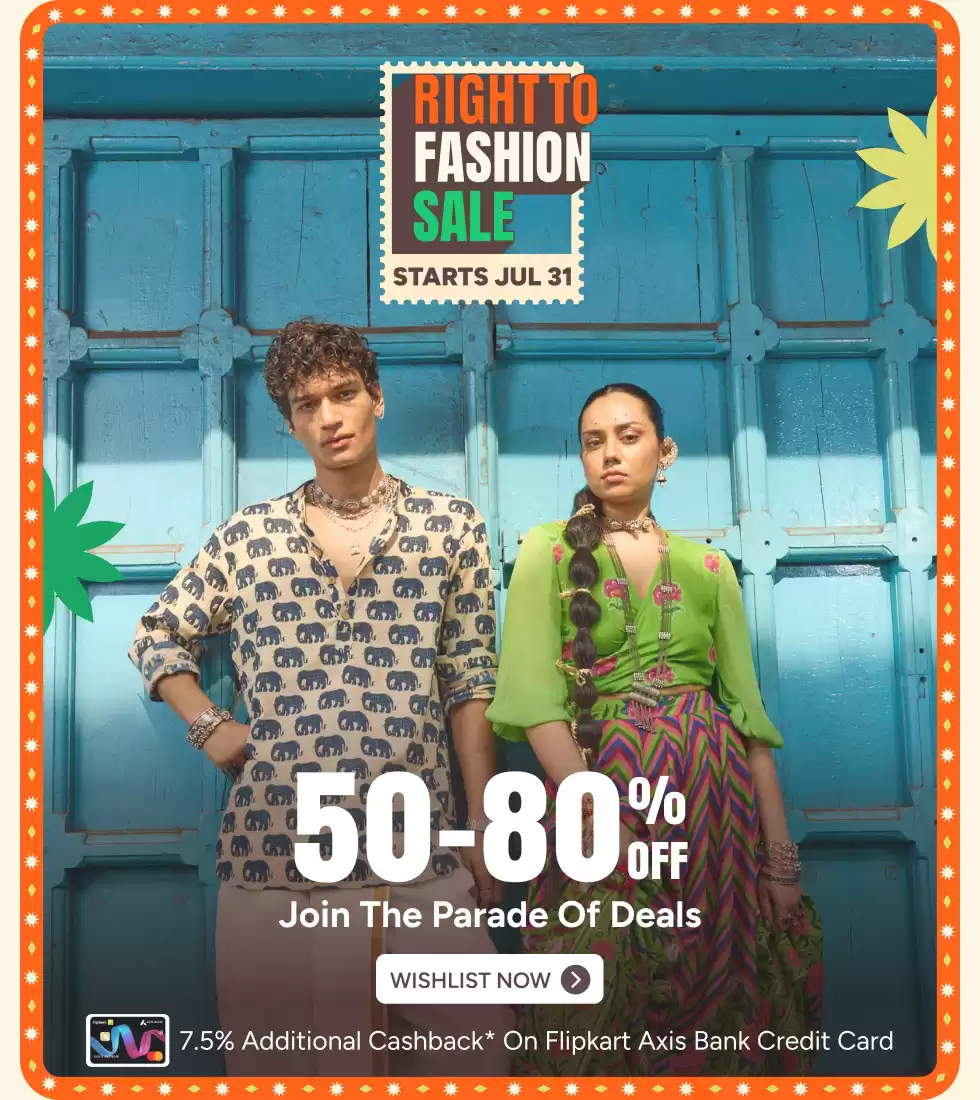 RIGHT TO
FASHION
SALE
STARTS JUL 31
50-80% OFF
Join The Parade Of Deals
WISHLIST NOW
7.5% Additional Cashback* On Flipkart Axis Bank Credit Card